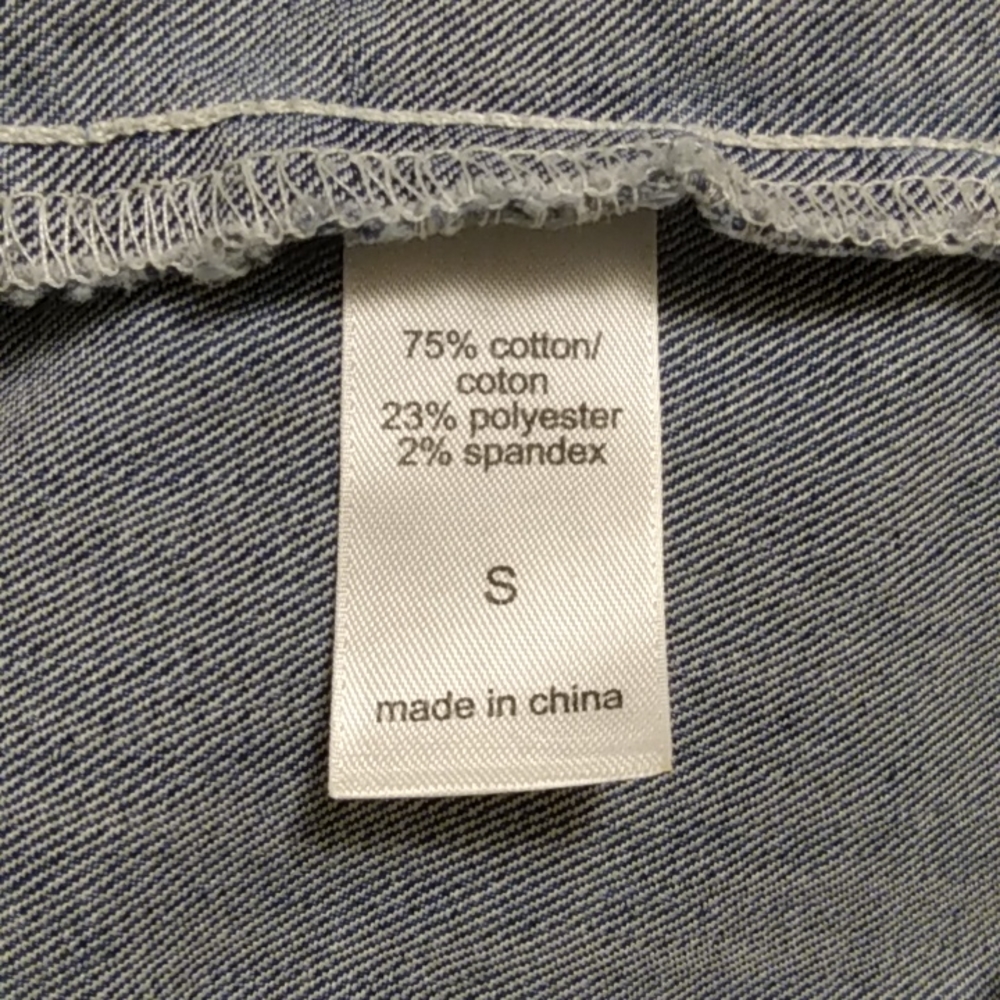 75% cotton/
coton
23% polyester
2% spandex
S
made in china